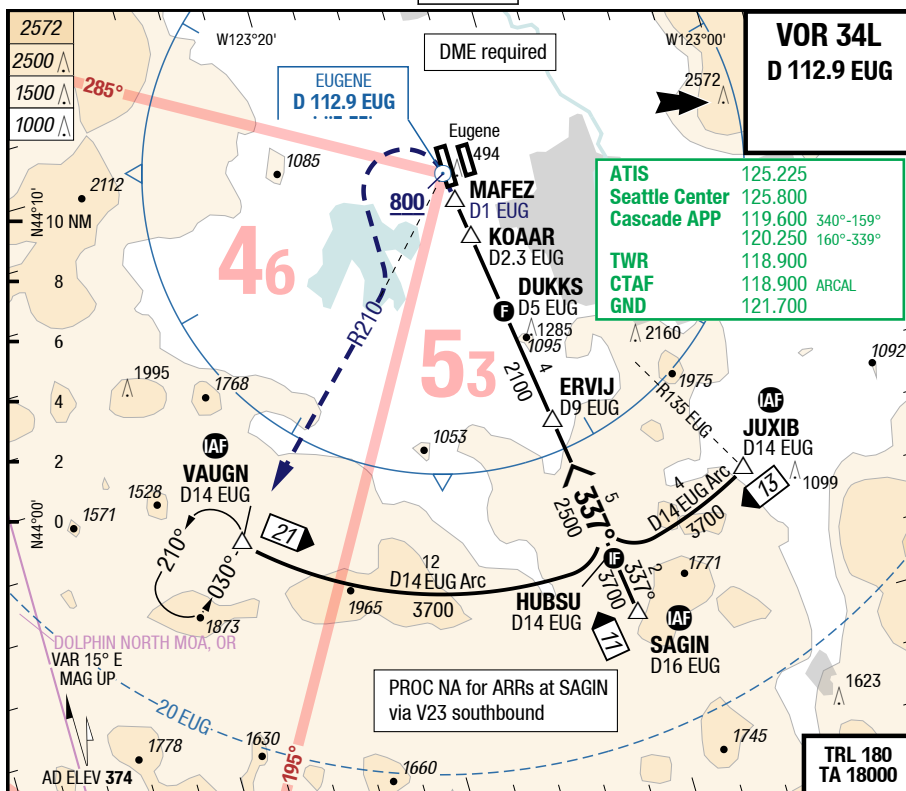 2572
2500
1500
1000
W123°20'
DME required
W123°00'
VOR 34L
D 112.9 EUG
285°
EUGENE
D 112.9 EUG
2572
Eugene
494
1085
2112
N44°10'
10 NM
800
MAFEZ
D1 EUG
KOAAR
D2.3 EUG
DUKKS
F
D5 EUG
ATIS 125.225
Seattle Center 125.800
Cascade APP 119.600 340°-159°
120.250 160°-339°
TWR 118.900
CTAF 118.900 ARCAL
GND 121.700
46
8
R210
1285
1095
2160
1092
6
53
4
2100
1995
1768
1975
ERVIJ
D9 EUG
R135 EUG
IAF
JUXIB
D14 EUG
4
IAF
VAUGN
D14 EUG
1053
2
1528
1571
N44°00'
0
21
337°
5
2500
4
D14 EUG Arc
3700
13
1099
210°
030°
12
D14 EUG Arc
3700
1965
IF
HUBSU
D14 EUG
2
337°
3700
1771
1873
11
IAF
SAGIN
D16 EUG
DOLPHIN NORTH MOA, OR
VAR 15° E
MAG UP
PROC NA for ARRs at SAGIN
via V23 southbound
1623
20 EUG
1778
1630
195°
1660
1745
AD ELEV 374
TRL 180
TA 18000